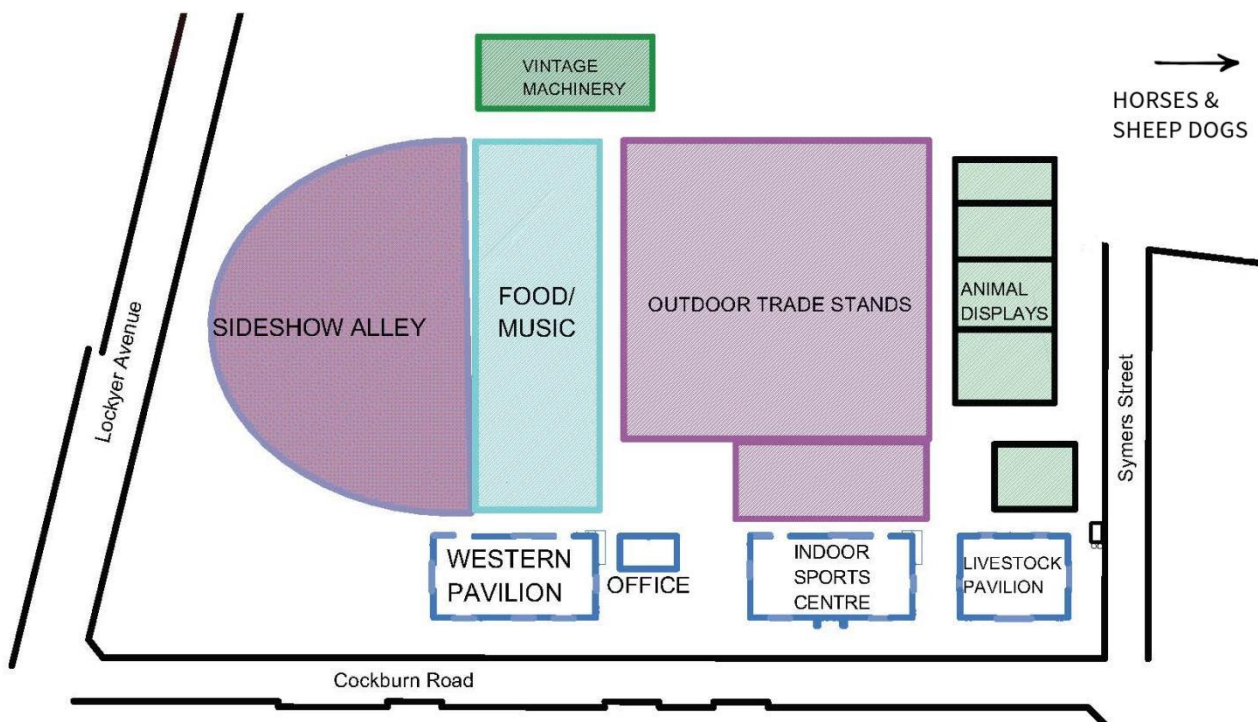 VINTAGE
MACHINERY
HORSES &
SHEEP DOGS
SIDESHOW ALLEY
FOOD/
MUSIC
OUTDOOR TRADE STANDS
ANIMAL
DISPLAYS
Lockyer Avenue
Symers Street
WESTERN
PAVILION
OFFICE
INDOOR
SPORTS
CENTRE
LIVESTOCK
PAVILION
Cockburn Road